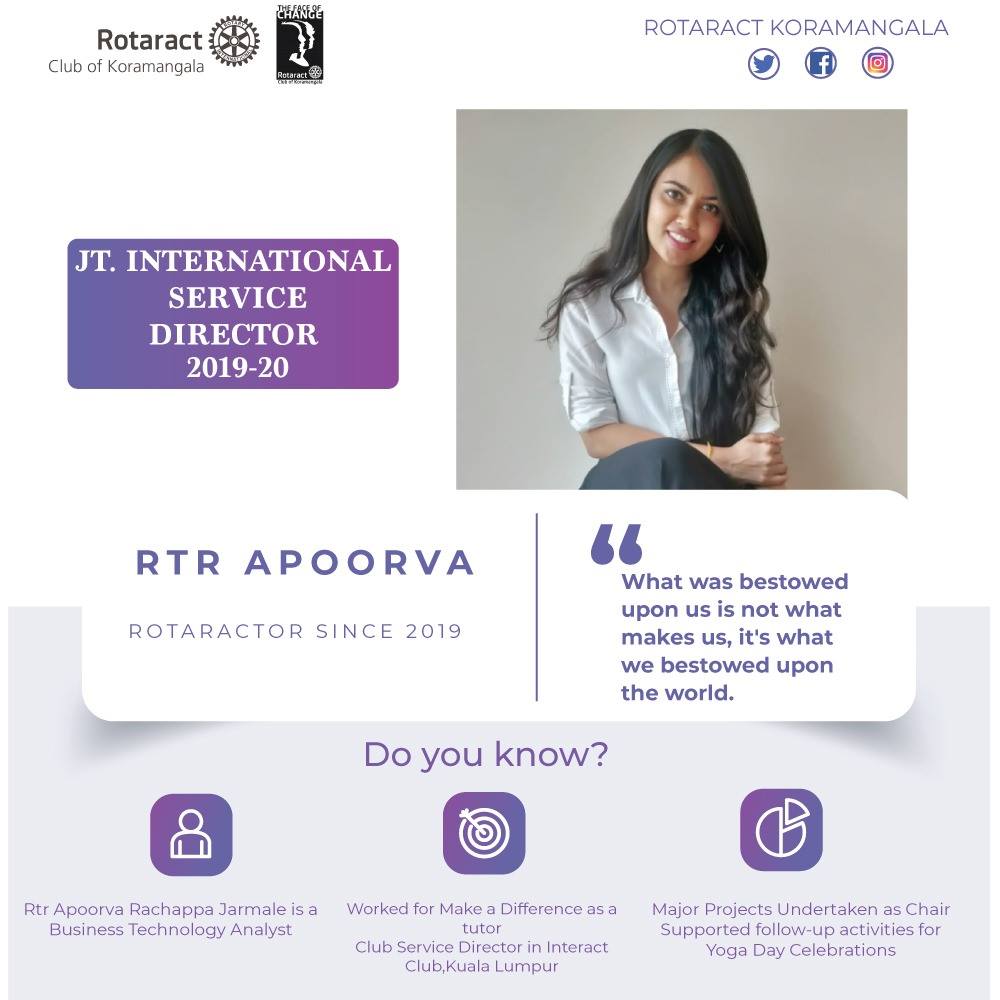 Rotaract
Club of Koramangala
THE FACE OF
CHANGE
Rotaract
Club of Koramangala
ROTARACT KORAMANGALA
JT. INTERNATIONAL
SERVICE
DIRECTOR
2019-20
RTR APOORVA
ROTARACTOR SINCE 2019
“
What was bestowed
upon us is not what
makes us, it's what
we bestowed upon
the world.
Do you know?
Rtr Apoorva Rachappa Jarmale is a
Business Technology Analyst
Worked for Make a Difference as a
tutor
Club Service Director in Interact
Club,Kuala Lumpur
Major Projects Undertaken as Chair
Supported follow-up activities for
Yoga Day Celebrations